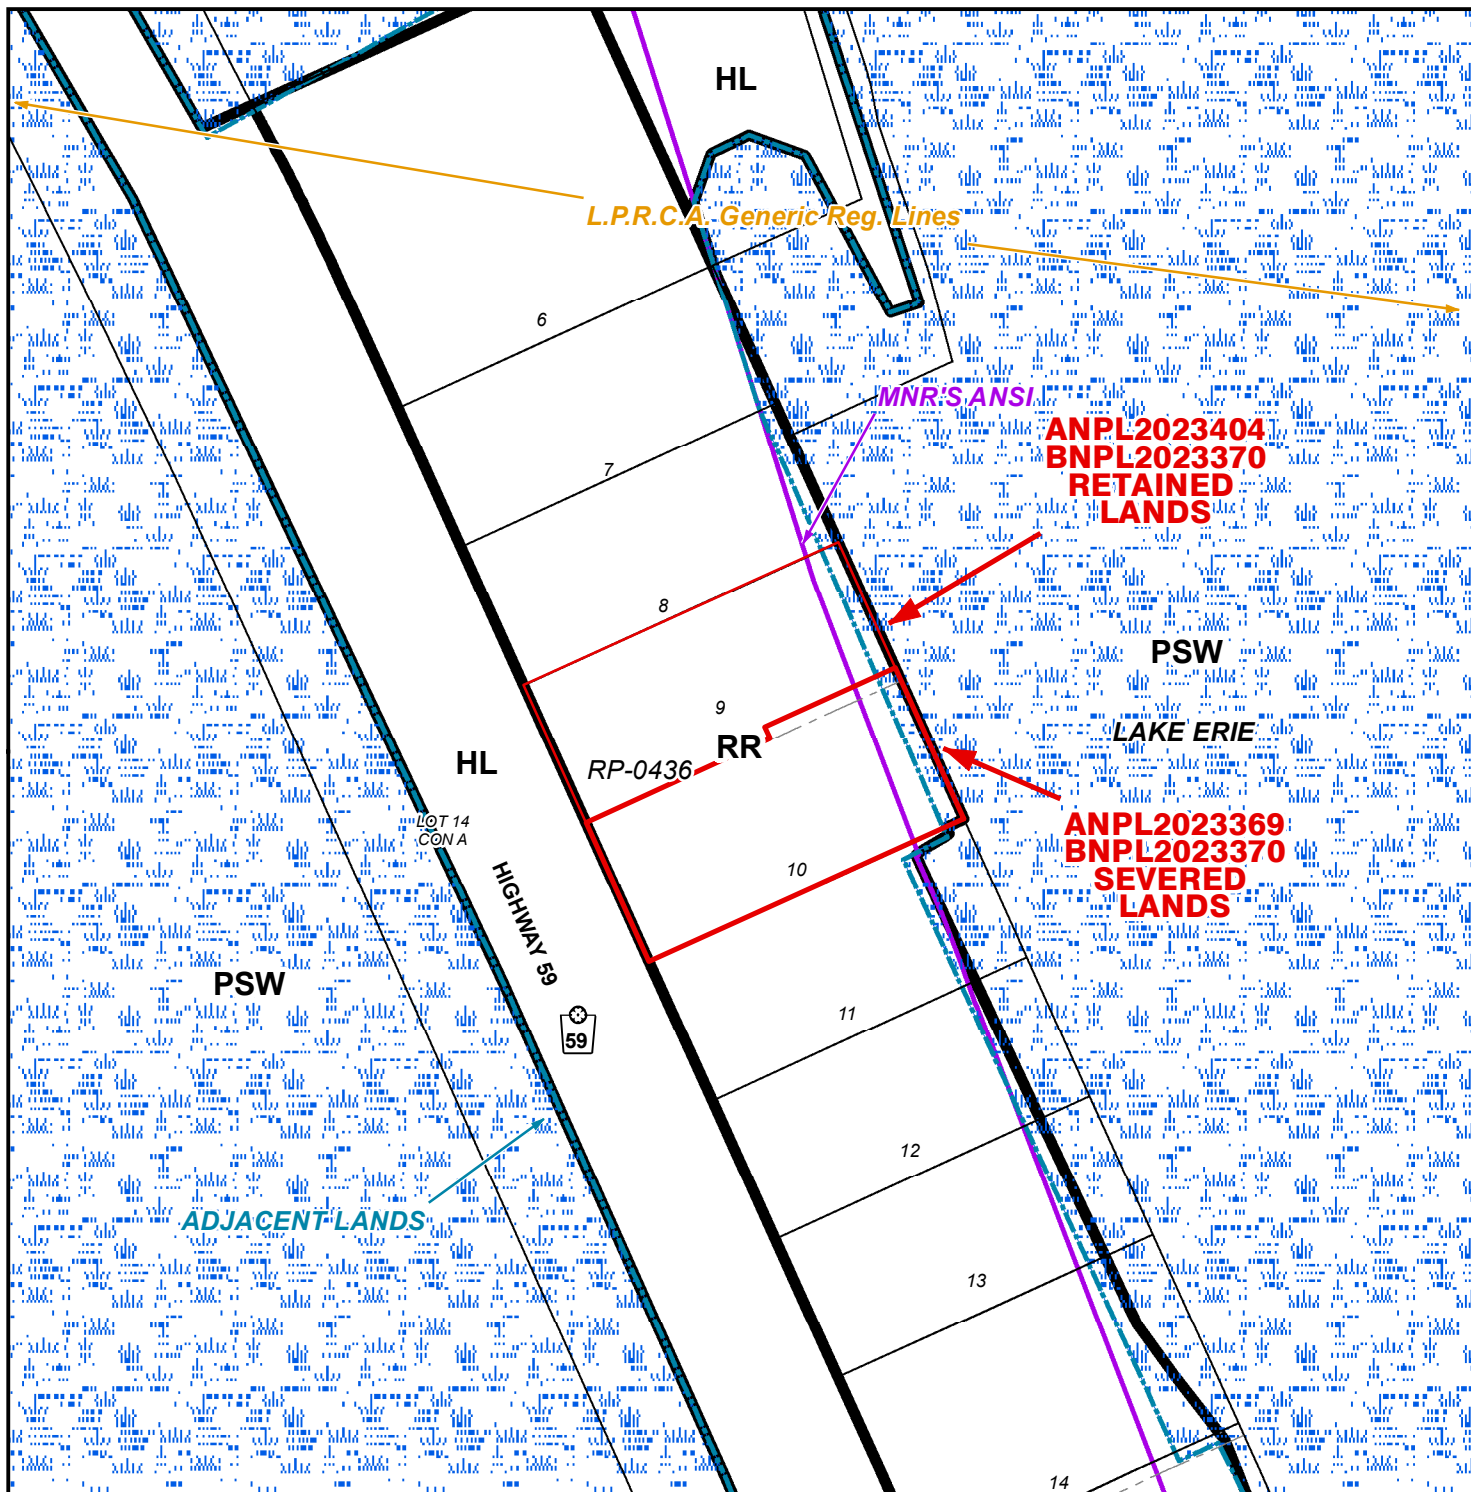 HL
L.P.R.C.A. Generic Reg. Lines
6
MNR'S ANSI
ANPL2023404
BNPL2023370
RETAINED
LANDS
7
8
PSW
9
RR
LAKE ERIE
HL
RP-0436
LOT 14
CON A
ANPL2023369
BNPL2023370
SEVERED
LANDS
10
HIGHWAY 59
PSW
11
59
12
ADJACENT LANDS
13
14